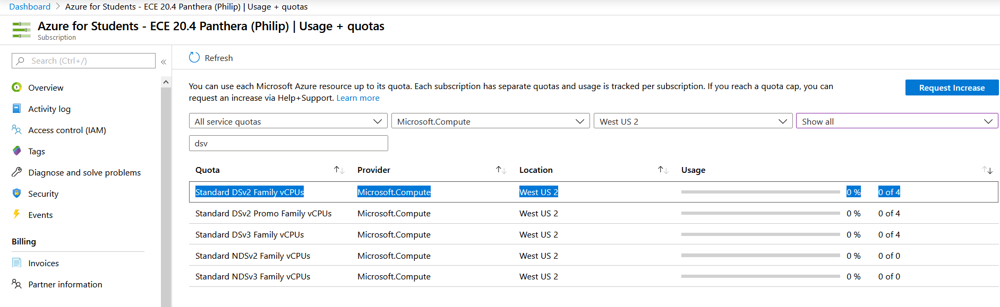 Dashboard > Azure for Students - ECE 20.4 Panthera (Philip) | Usage + quotas
Azure for Students - ECE 20.4 Panthera (Philip) | Usage + quotas
Subscription
Search (Ctrl+/)
«
Overview
Activity log
Access control (IAM)
Tags
Diagnose and solve problems
Security
Events
Billing
Invoices
Partner information
Refresh
You can use each Microsoft Azure resource up to its quota. Each subscription has separate quotas and usage is tracked per subscription. If you reach a quota cap, you can
request an increase via Help+Support. Learn more
Request Increase
All service quotas Microsoft.Compute West US 2 Show all
dsv
Quota Provider Location Usage
Standard DSv2 Family vCPUs Microsoft.Compute West US 2 0 % 0 of 4
Standard DSv2 Promo Family vCPUs Microsoft.Compute West US 2 0 % 0 of 4
Standard DSv3 Family vCPUs Microsoft.Compute West US 2 0 % 0 of 4
Standard NDSv2 Family vCPUs Microsoft.Compute West US 2 0 % 0 of 0
Standard NDSv3 Family vCPUs Microsoft.Compute West US 2 0 % 0 of 0